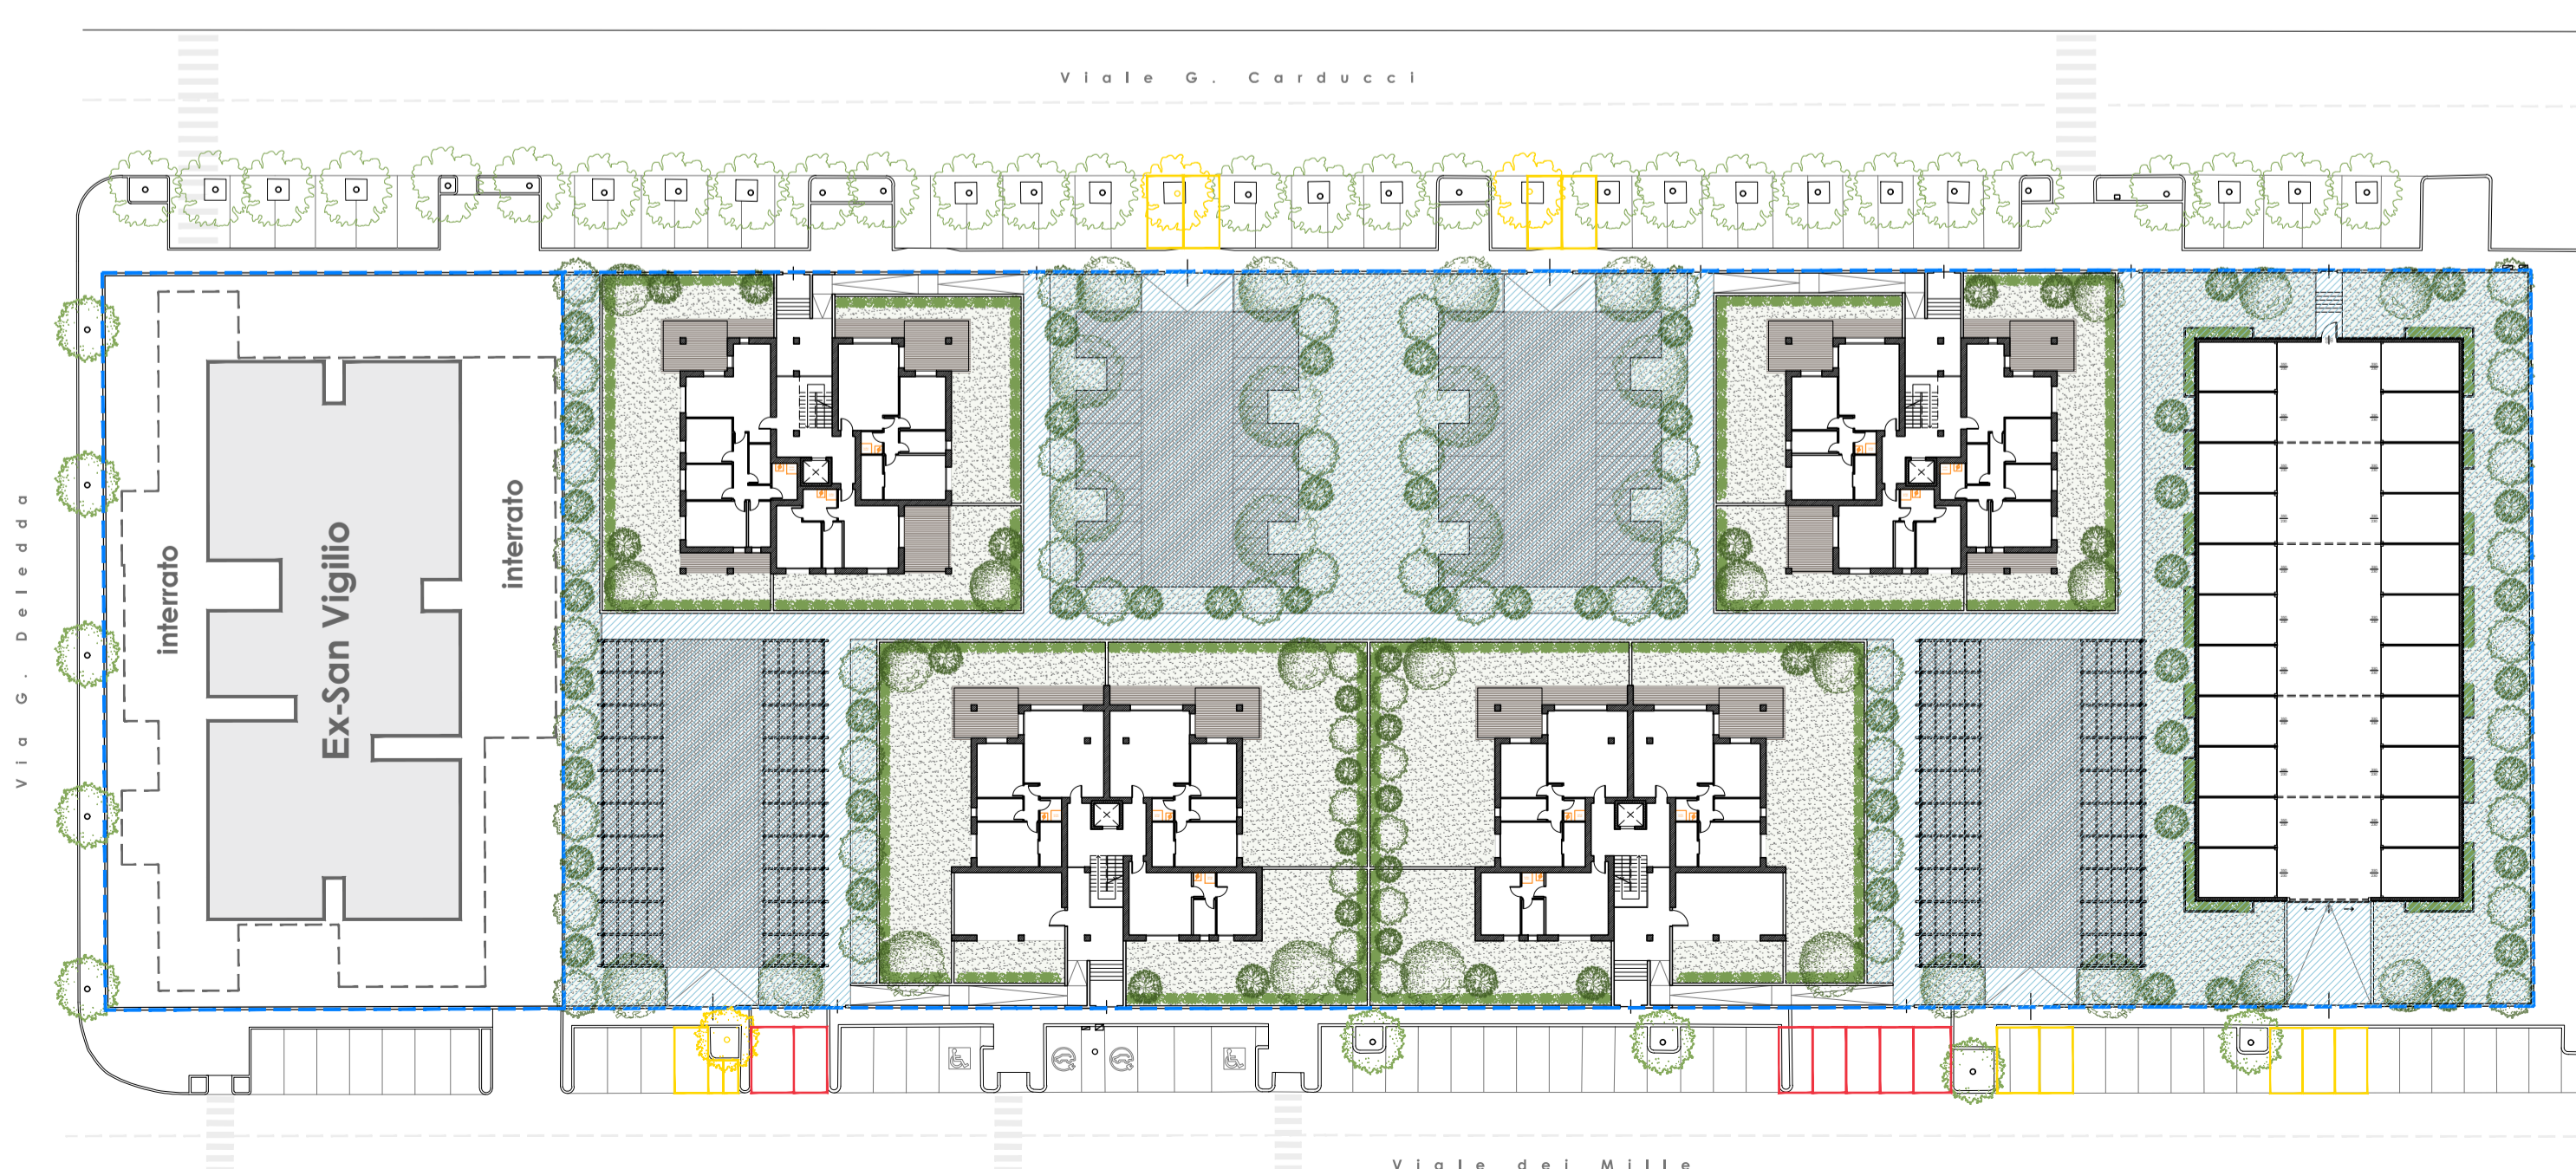 Viale G. Carducci
Via G. Deledda
interrato
Ex-San Vigilio
interrato
Viale dei Mille